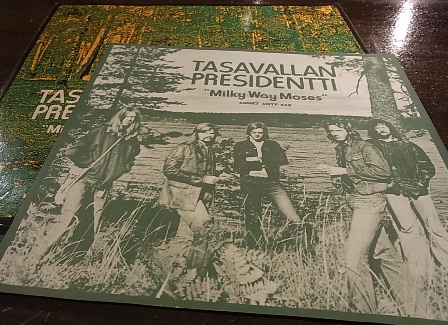 TASAVALLAN
PRESIDENTTI
"Milky Way Moses"
TAS
PRE
"M